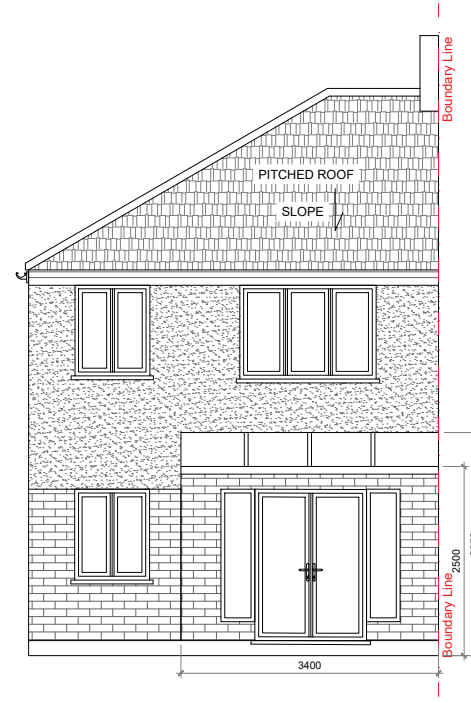 Boundary Line
PITCHED ROOF
SLOPE
2500
Boundary Line
3400